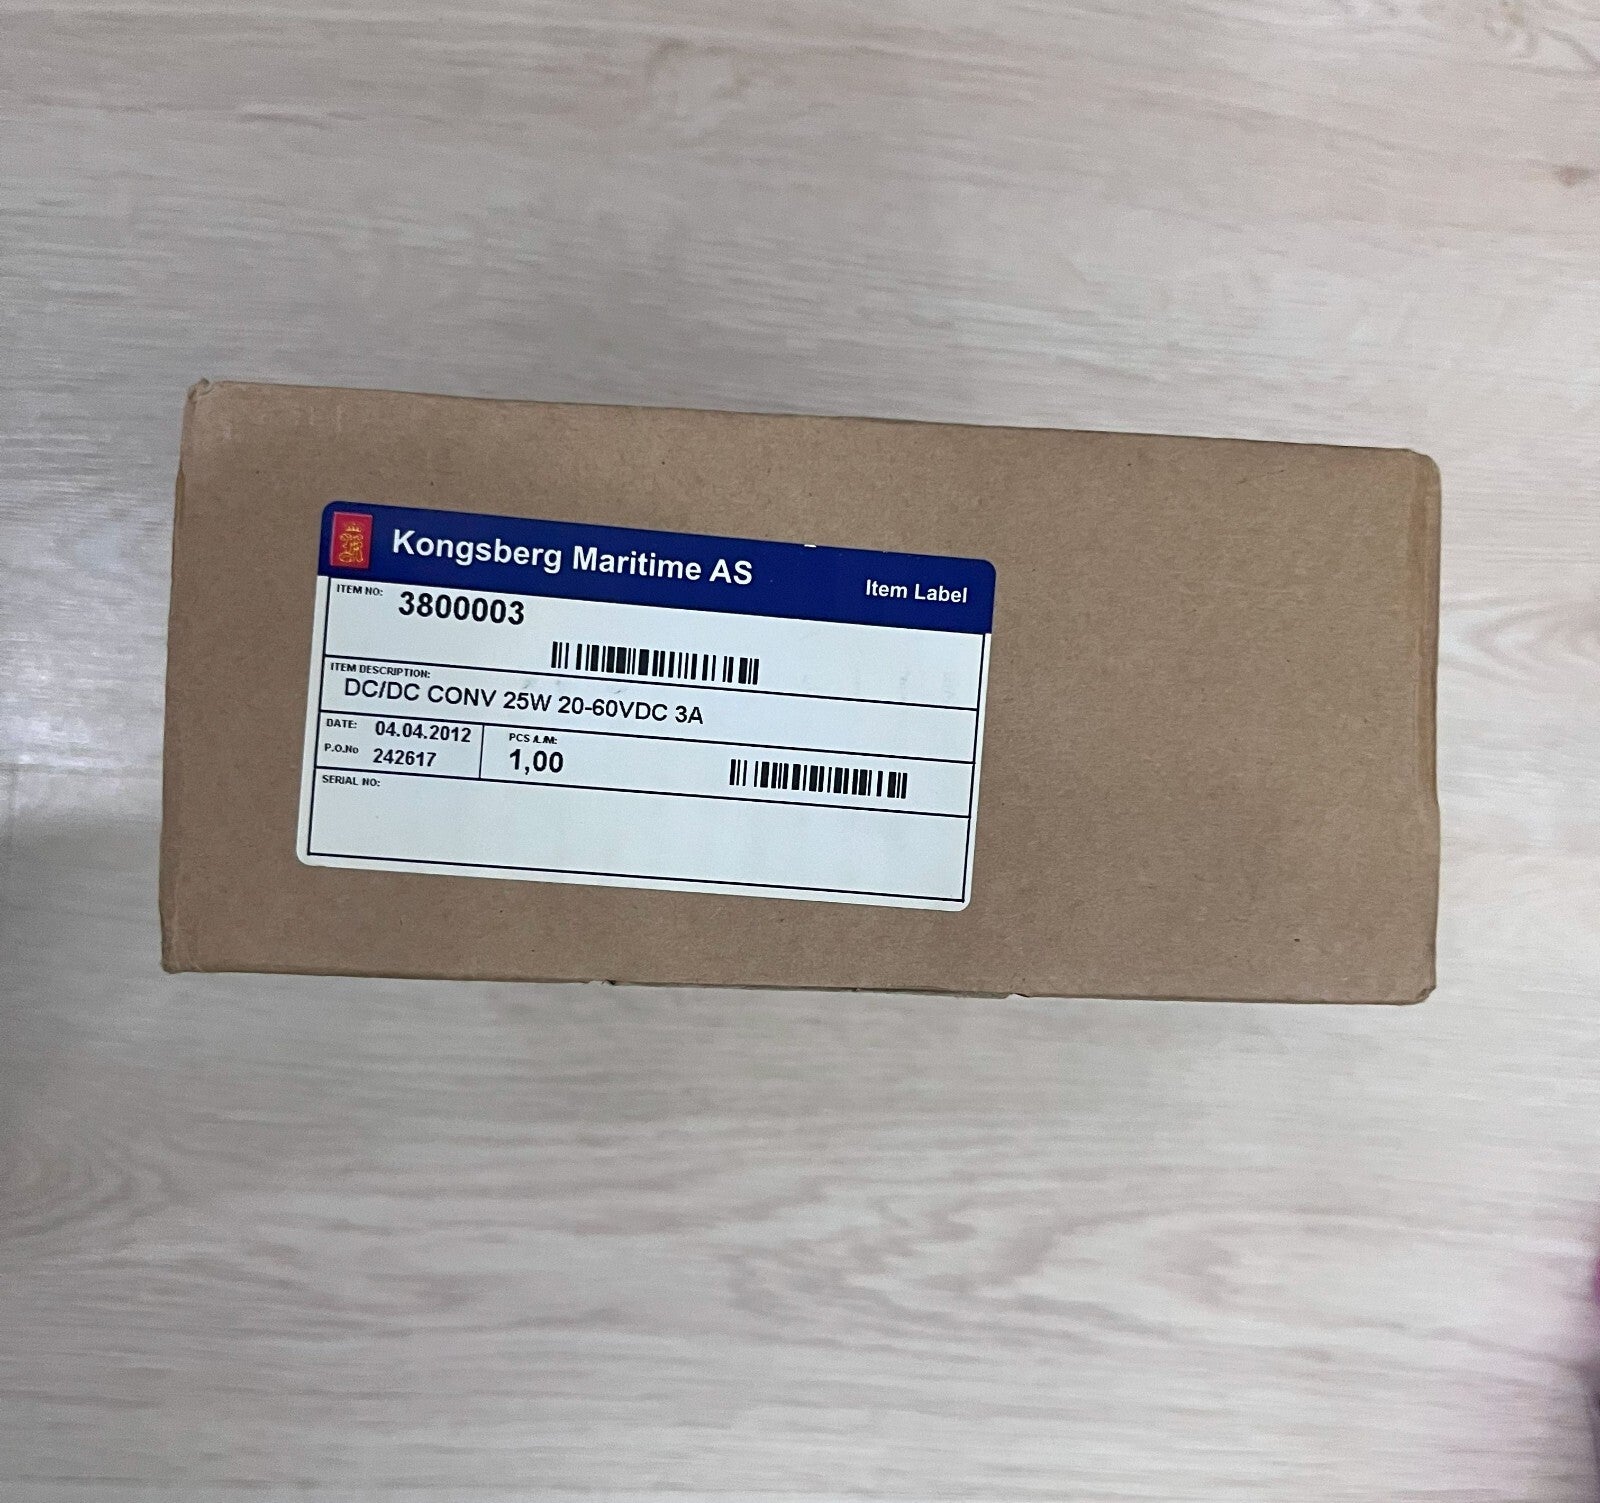 Kongsberg Maritime AS
Item Label
ITEM NO: 3800003
ITEM DESCRIPTION:
DC/DC CONV 25W 20-60VDC 3A
DATE: 04.04.2012
P.O.No 242617
PCS /L/M:
1,00
SERIAL NO: